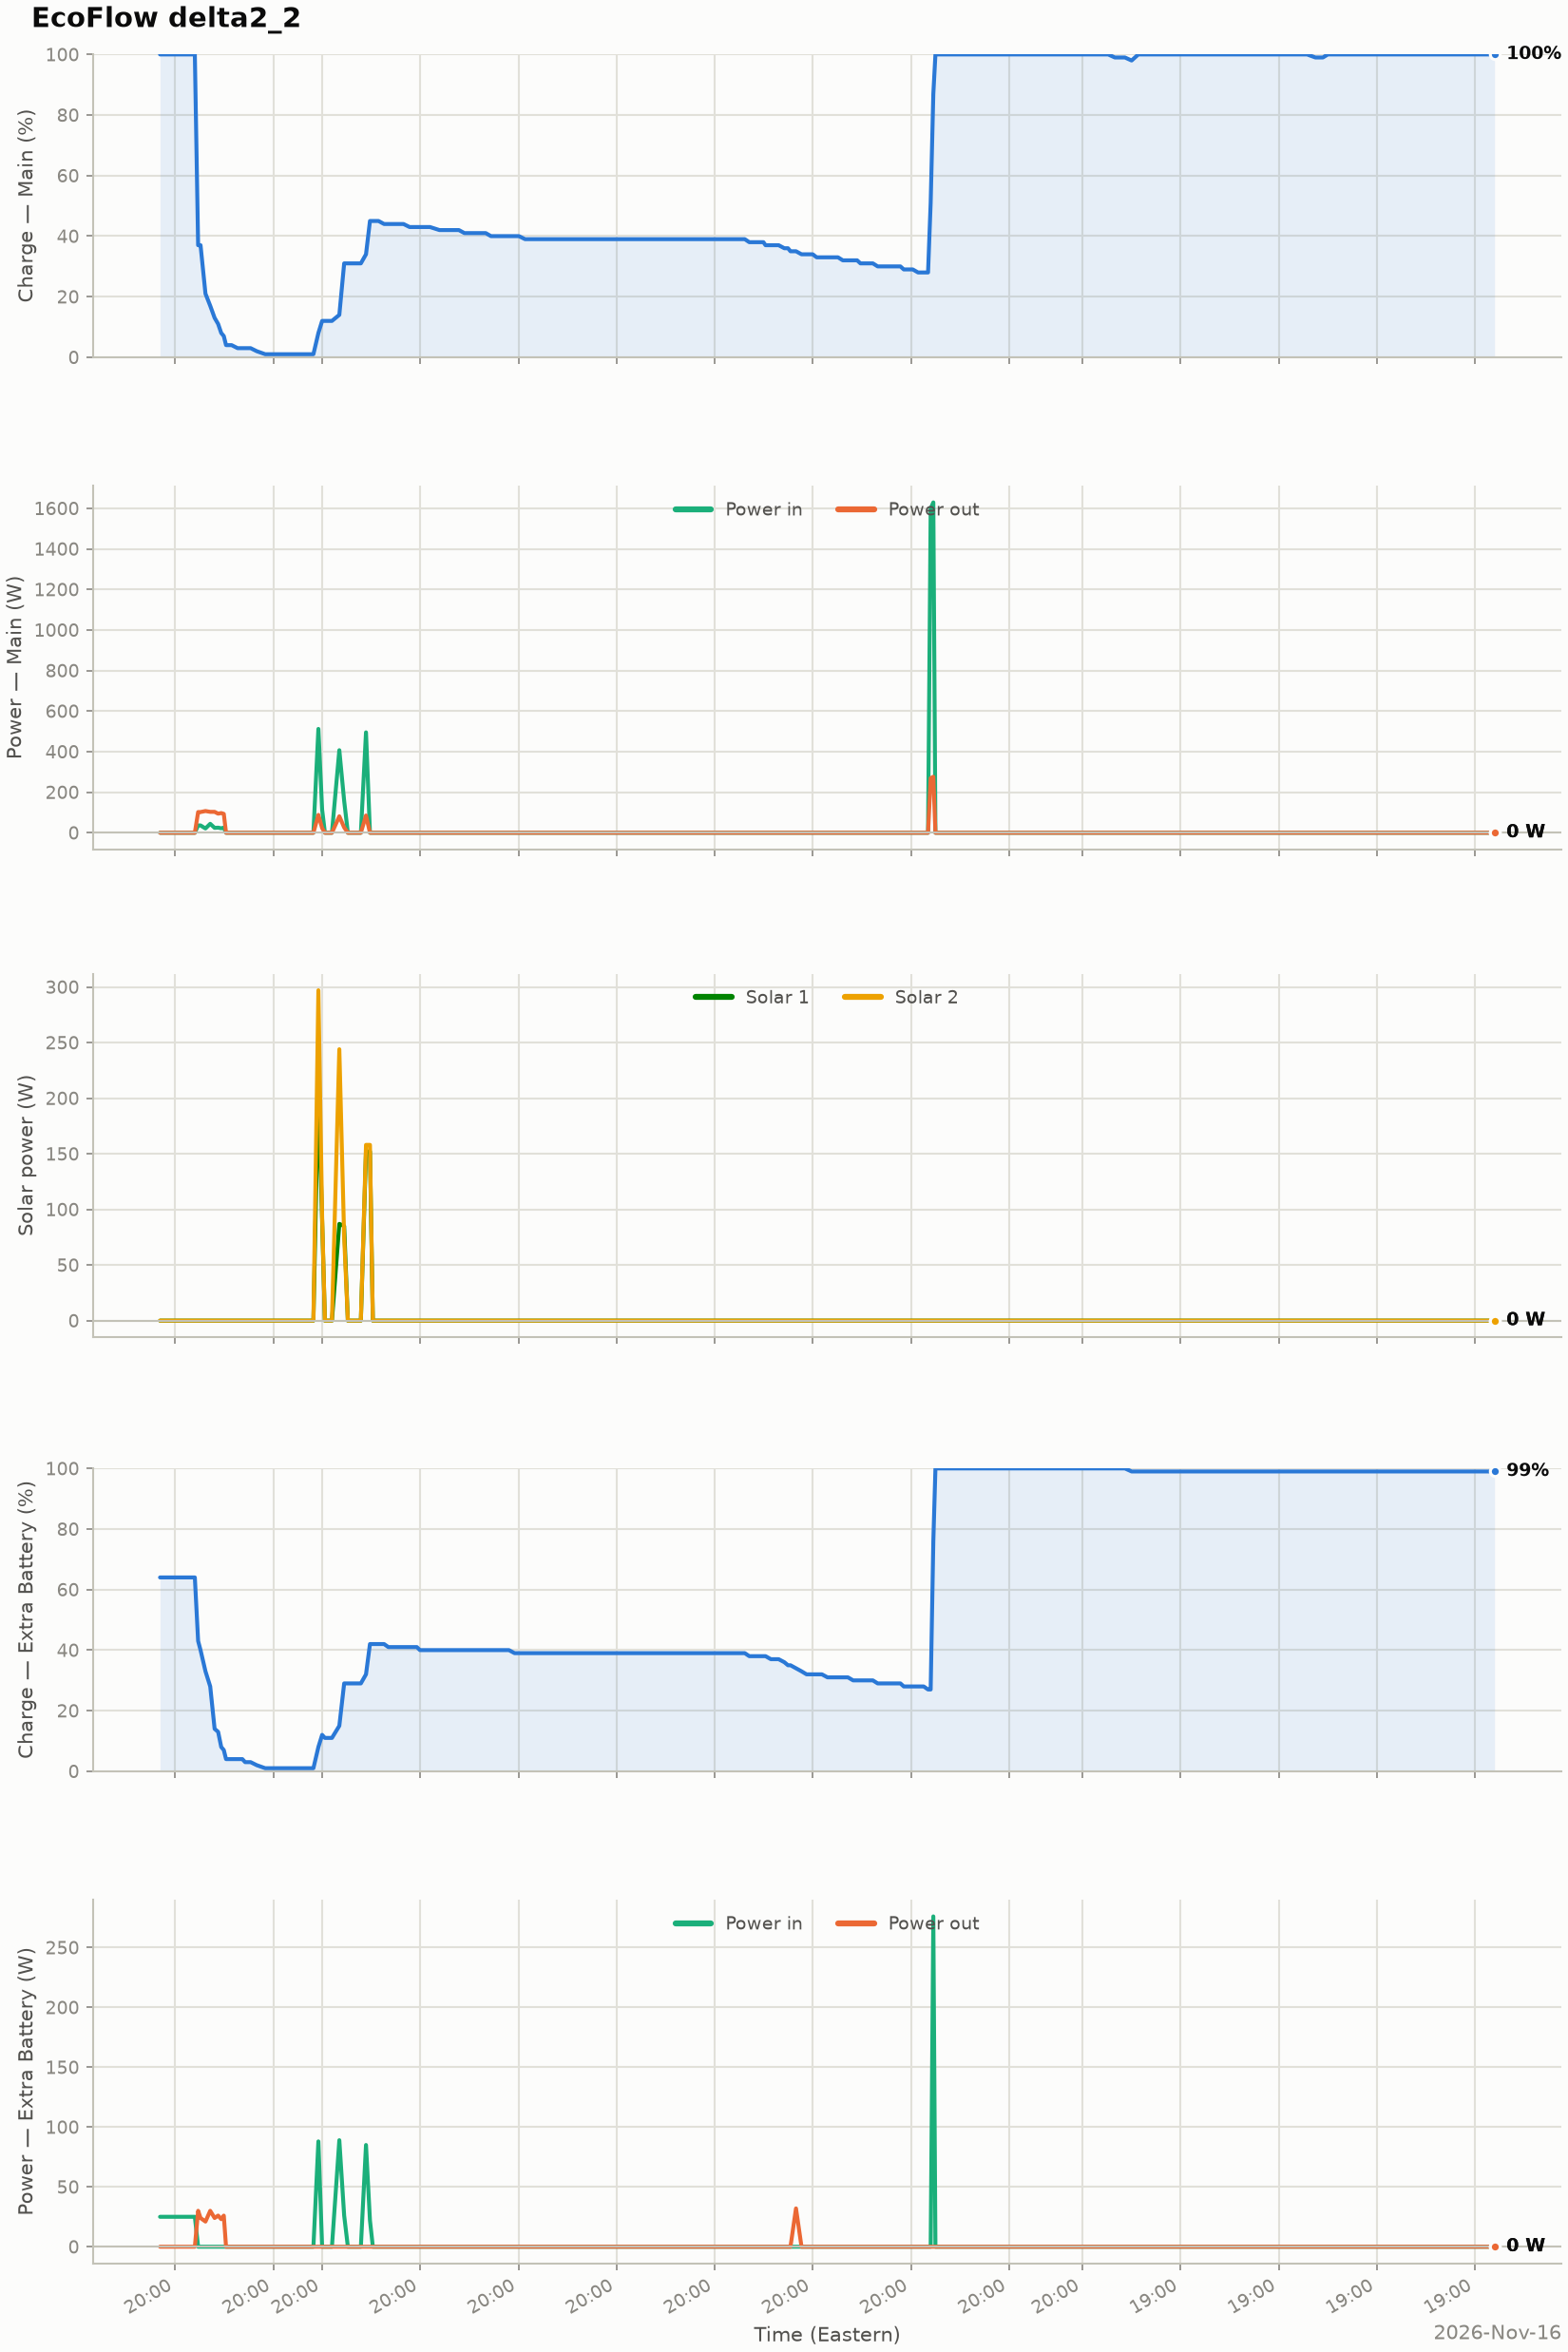 EcoFlow delta2_2
Charge — Main (%)
100
80
60
40
20
0
100%
Power — Main (W)
1600
1400
1200
1000
800
600
400
200
0
Power in
Power out
0 W
Solar power (W)
300
250
200
150
100
50
0
Solar 1
Solar 2
0 W
Charge — Extra Battery (%)
100
80
60
40
20
0
99%
Power — Extra Battery (W)
250
200
150
100
50
0
Power in
Power out
0 W
20:00 20:00 20:00 20:00 20:00 20:00 20:00 20:00 20:00 20:00 20:00 19:00 19:00 19:00 19:00
Time (Eastern)
2026-Nov-16